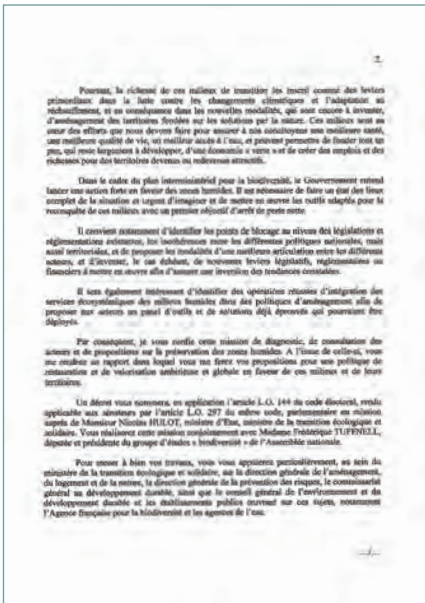 2
Pourtant, la richesse de ces milieux de transition les inscrit comme des leviers
primordiaux dans la lutte contre les changements climatiques et l'adaptation au
réchauffement, et en conséquence dans les nouvelles modalités, qui sont encore à inventer,
d'aménagement des territoires fondées sur les solutions par la nature. Ces milieux sont au
cœur des efforts que nous devons faire pour assurer à nos concitoyens une meilleure santé,
une meilleure qualité de vie, un meilleur accès à l'eau, et peuvent permettre de fonder tout un
pan, qui reste largement à développer, d'une économie « verte » et de créer des emplois et des
richesses pour des territoires devenus ou redevenus attractifs.
Dans le cadre du plan interministériel pour la biodiversité, le Gouvernement entend
lancer une action forte en faveur des zones humides. Il est nécessaire de faire un état des lieux
complet de la situation et urgent d'imaginer et de mettre en œuvre les outils adaptés pour la
reconquête de ces milieux avec un premier objectif d'arrêt de perte nette.
Il convient notamment d'identifier les points de blocage au niveau des législations et
réglementations existantes, les incohérences entre les différentes politiques nationales, mais
aussi territoriales, et de proposer les modalités d'une meilleure articulation entre les différents
acteurs, et d'inventer, le cas échéant, de nouveaux leviers législatifs, réglementaires ou
financiers à mettre en œuvre afin d'assurer une inversion des tendances constatées.
Il sera également intéressant d'identifier des opérations réussies d'intégration des
services écosystémiques des milieux humides dans des politiques d'aménagement afin de
proposer aux acteurs un panel d'outils et de solutions déjà éprouvés qui pourraient être
déployés.
Par conséquent, je vous confie cette mission de diagnostic, de consultation des
acteurs et de propositions sur la préservation des zones humides. A l'issue de celle-ci, vous
me rendrez un rapport dans lequel vous me ferez vos propositions pour une politique de
restauration et de valorisation ambitieuse et globale en faveur de ces milieux et de leurs
territoires.
Un décret vous nommera, en application l'article L.O. 144 du code électoral, rendu
applicable aux sénateurs par l'article L.O. 297 du même code, parlementaire en mission
auprès de Monsieur Nicolas HULOT, ministre d'Etat, ministre de la transition écologique et
solidaire. Vous réaliserez cette mission conjointement avec Madame Frédérique TUFFNELL,
députée et présidente du groupe d'études « biodiversité » de l'Assemblée nationale.
Pour mener à bien vos travaux, vous vous appuierez particulièrement, au sein du
ministère de la transition écologique et solidaire, sur la direction générale de l'aménagement,
du logement et de la nature, la direction générale de la prévention des risques, le commissariat
général au développement durable, ainsi que le conseil général de l'environnement et du
développement durable et les établissements publics œuvrant sur ces sujets, notamment
l'Agence française pour la biodiversité et les agences de l'eau.
.../...